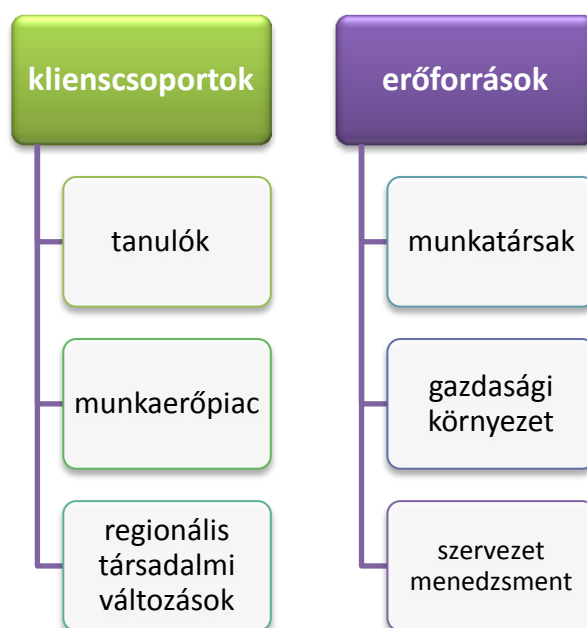 klienscsoportok
tanulók
munkaerőpiac
regionális
társadalmi
változások
erőforrások
munkatársak
gazdasági
környezet
szervezet
menedzsment